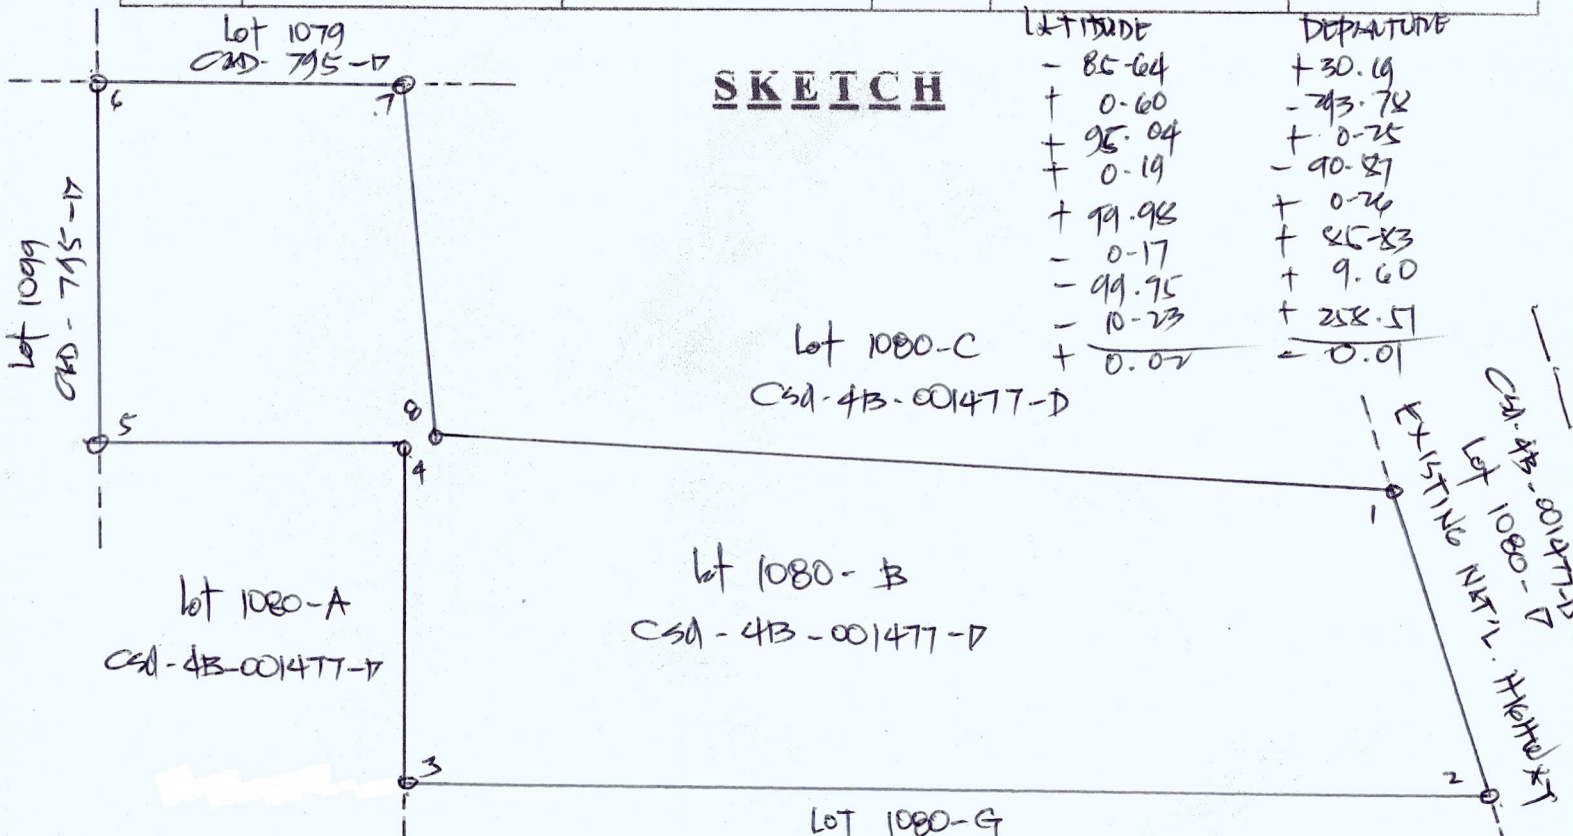 Lot 1079
CAD-795-D
SKETCH
LATITUDE
DEPARTURE
- 85-64
+ 30.19
+ 0-60
- 293.78
+ 95.04
+ 0-25
+ 0-19
- 90-87
+ 99.98
+ 0-26
- 0-17
+ 85-83
- 99.95
+ 9.60
- 10-23
+ 258.51
+ 0.02
- 0.01
6
7
Lot 1099
CAD-795-D
Lot 1080-C
Csd-4B-001477-D
5
8
4
1
EXISTING NAT'L. HIGHWAY
Lot 1080-D
Csd-4B-001477-D
Lot 1080-B
Csd-4B-001477-D
Lot 1080-A
Csd-4B-001477-D
3
2
LOT 1080-G